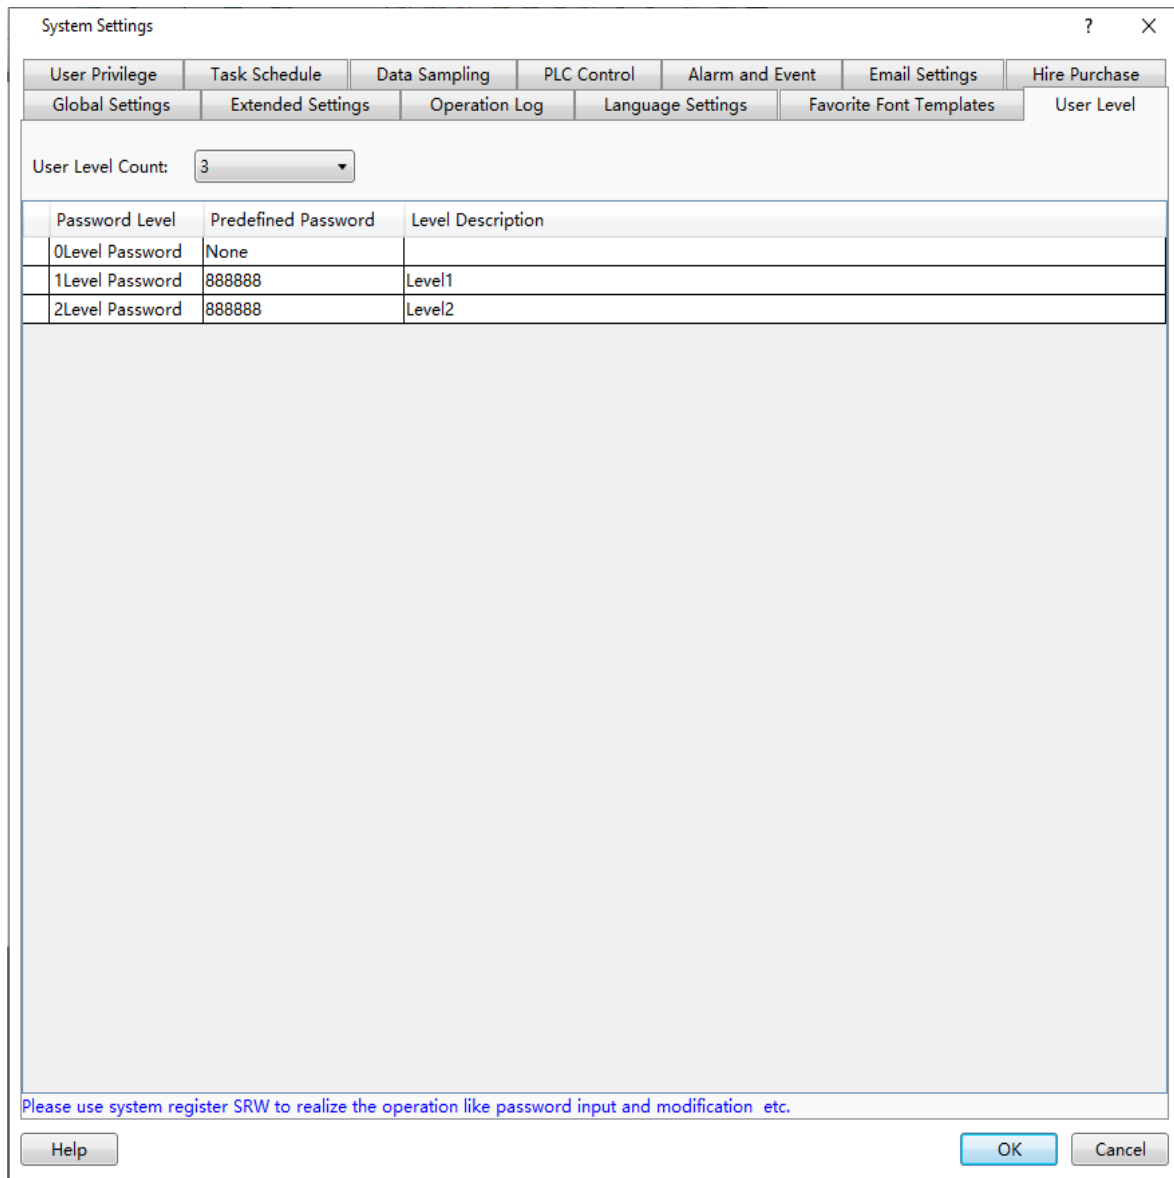 System Settings ?
User Privilege Task Schedule Data Sampling PLC Control Alarm and Event Email Settings Hire Purchase
Global Settings Extended Settings Operation Log Language Settings Favorite Font Templates User Level
User Level Count: 3
Password Level Predefined Password Level Description
0Level Password None
1Level Password 888888 Level1
2Level Password 888888 Level2
Please use system register SRW to realize the operation like password input and modification  etc.
Help OK Cancel